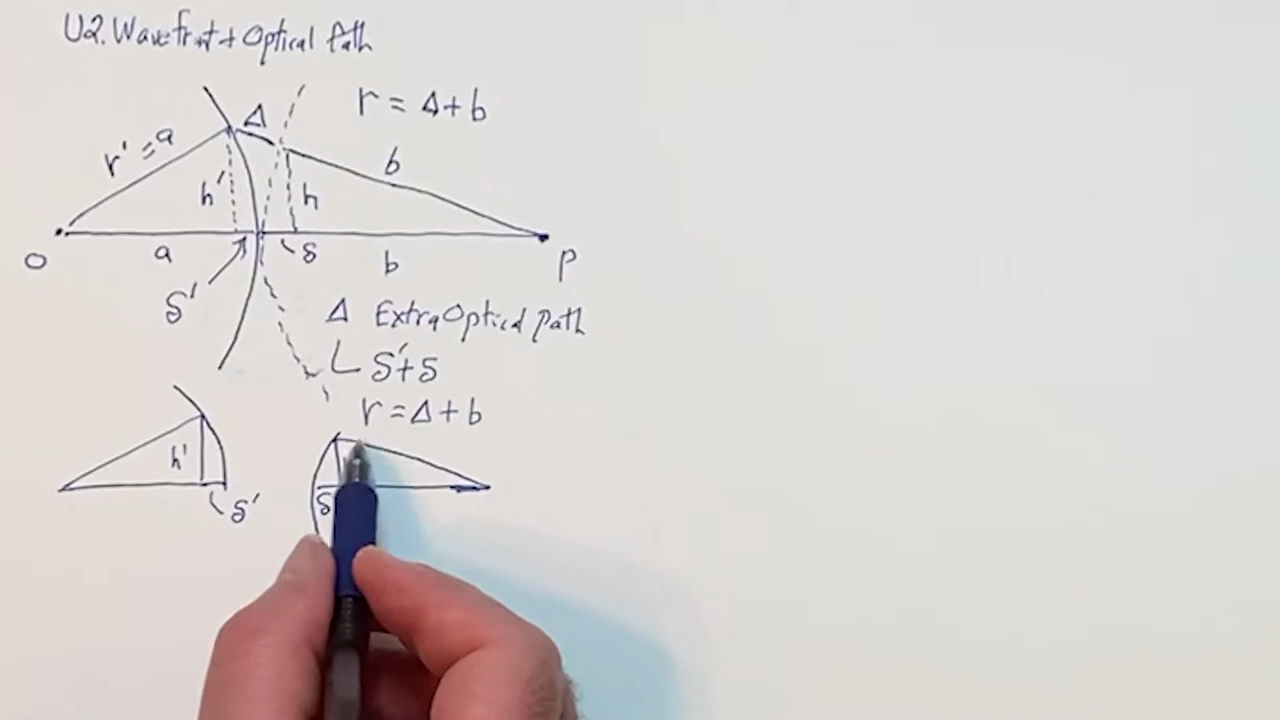 U2. Wavefront + Optical Path
Δ
r = Δ + b
r' = a
b
h'
h
a
δ
b
O
P
δ'
Δ Extra Optical Path
δ' + δ
r = Δ + b
h'
δ'
δ